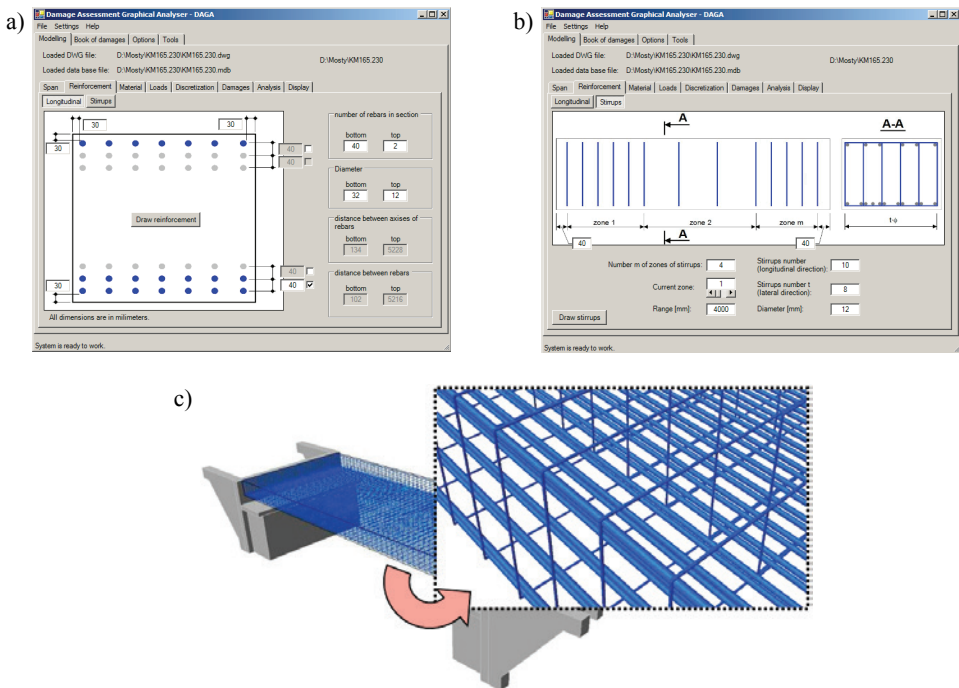 a)
Damage Assessment Graphical Analyser - DAGA
File Settings Help
Modelling Book of damages Options Tools
Loaded DWG file: D:\Mosty\KM165.230\KM165.230.dwg
D:\Mosty\KM165.230
Loaded data base file: D:\Mosty\KM165.230\KM165.230.mdb
Span Reinforcement Material Loads Discretization Damages Analysis Display
Longitudinal Stirrups
30 30
30
40
40
Draw reinforcement
40
30
40
All dimensions are in milimeters.
number of rebars in section
bottom top
40 2
Diameter
bottom top
32 12
distance between axises of
rebars
bottom top
134 5228
distance between rebars
bottom top
102 5216
System is ready to work.
b)
Damage Assessment Graphical Analyser - DAGA
File Settings Help
Modelling Book of damages Options Tools
Loaded DWG file: D:\Mosty\KM165.230\KM165.230.dwg
D:\Mosty\KM165.230
Loaded data base file: D:\Mosty\KM165.230\KM165.230.mdb
Span Reinforcement Material Loads Discretization Damages Analysis Display
Longitudinal Stirrups
A
A-A
zone 1 zone 2 zone m
t-φ
A
40 40
Number m of zones of stirrups: 4
Stirrups number
(longitudinal direction): 10
Current zone: 1
Stirrups number t
(lateral direction): 8
Range [mm]: 4000
Diameter [mm]: 12
Draw stirrups
System is ready to work.
c)